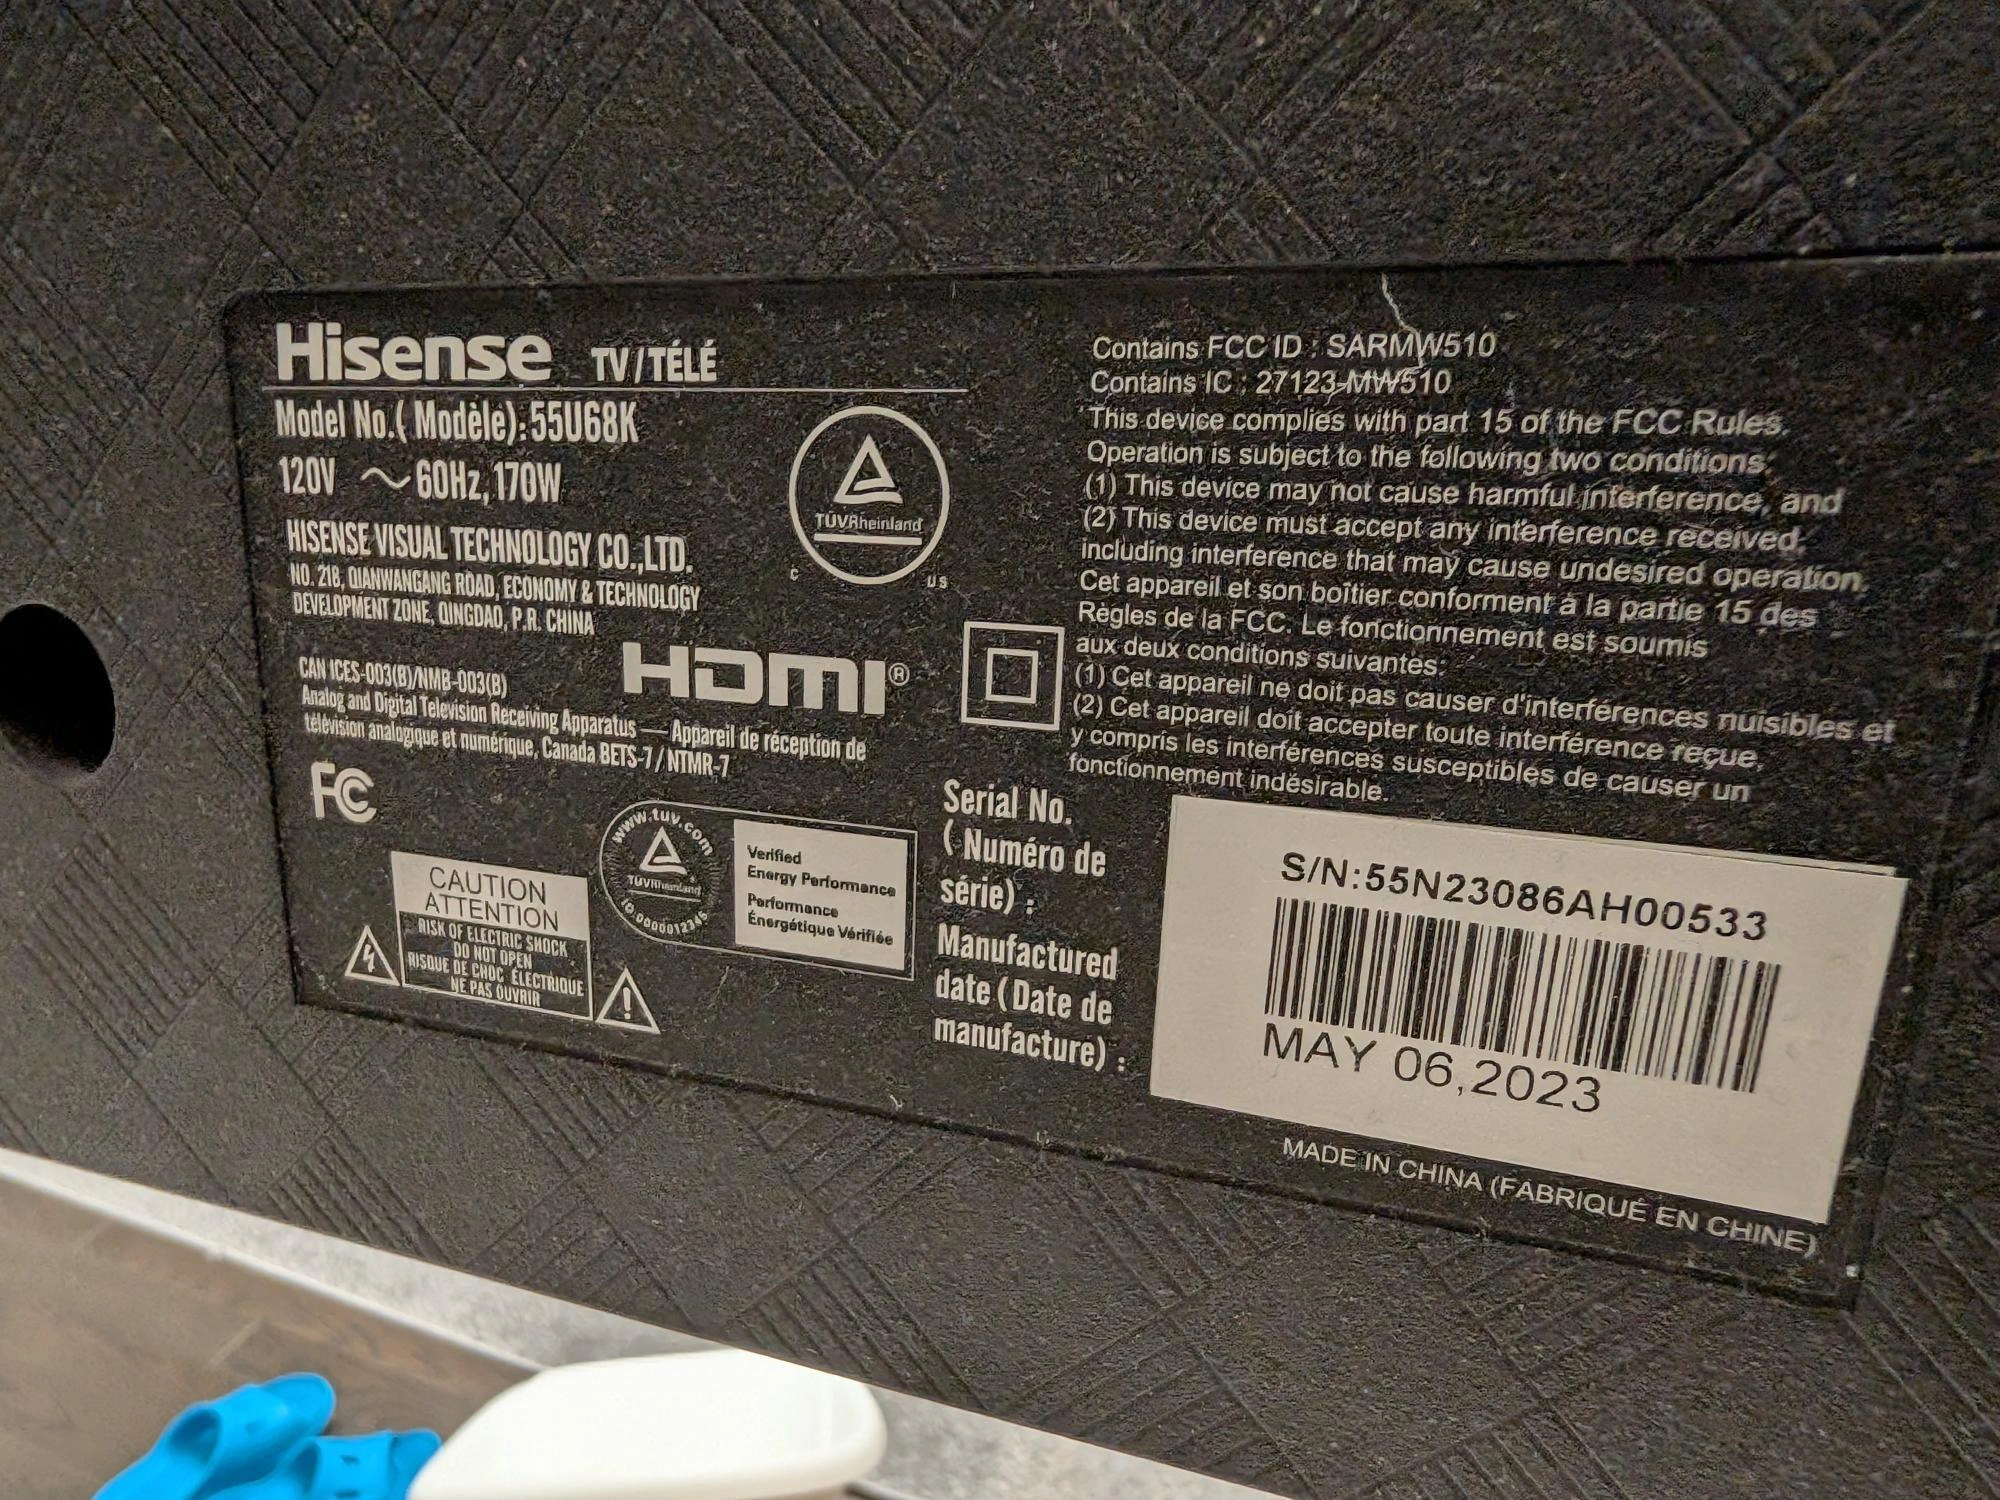 Hisense TV/TÉLÉ
Model No.( Modèle):55U68K
120V ～ 60Hz, 170W
HISENSE VISUAL TECHNOLOGY CO.,LTD.
NO. 218, QIANWANGANG ROAD, ECONOMY & TECHNOLOGY
DEVELOPMENT ZONE, QINGDAO, P.R. CHINA
TÜVRheinland
C US
HDMI®
CAN ICES-003(B)/NMB-003(B)
Analog and Digital Television Receiving Apparatus — Appareil de réception de
télévision analogique et numérique, Canada BETS-7 / NTMR-7
FC
CAUTION
ATTENTION
RISK OF ELECTRIC SHOCK
DO NOT OPEN
RISQUE DE CHOC ÉLECTRIQUE
NE PAS OUVRIR
www.tuv.com
TÜVRheinland
ID 0000012345
Verified
Energy Performance
Performance
Énergétique Vérifiée
Contains FCC ID : SARMW510
Contains IC : 27123-MW510
This device complies with part 15 of the FCC Rules.
Operation is subject to the following two conditions:
(1) This device may not cause harmful interference, and
(2) This device must accept any interference received,
including interference that may cause undesired operation.
Cet appareil et son boîtier conforment à la partie 15 des
Règles de la FCC. Le fonctionnement est soumis
aux deux conditions suivantes:
(1) Cet appareil ne doit pas causer d'interférences nuisibles et
(2) Cet appareil doit accepter toute interférence reçue,
y compris les interférences susceptibles de causer un
fonctionnement indésirable.
Serial No.
( Numéro de
série) :
Manufactured
date (Date de
manufacture) :
S/N:55N23086AH00533
MAY 06,2023
MADE IN CHINA (FABRIQUÉ EN CHINE)